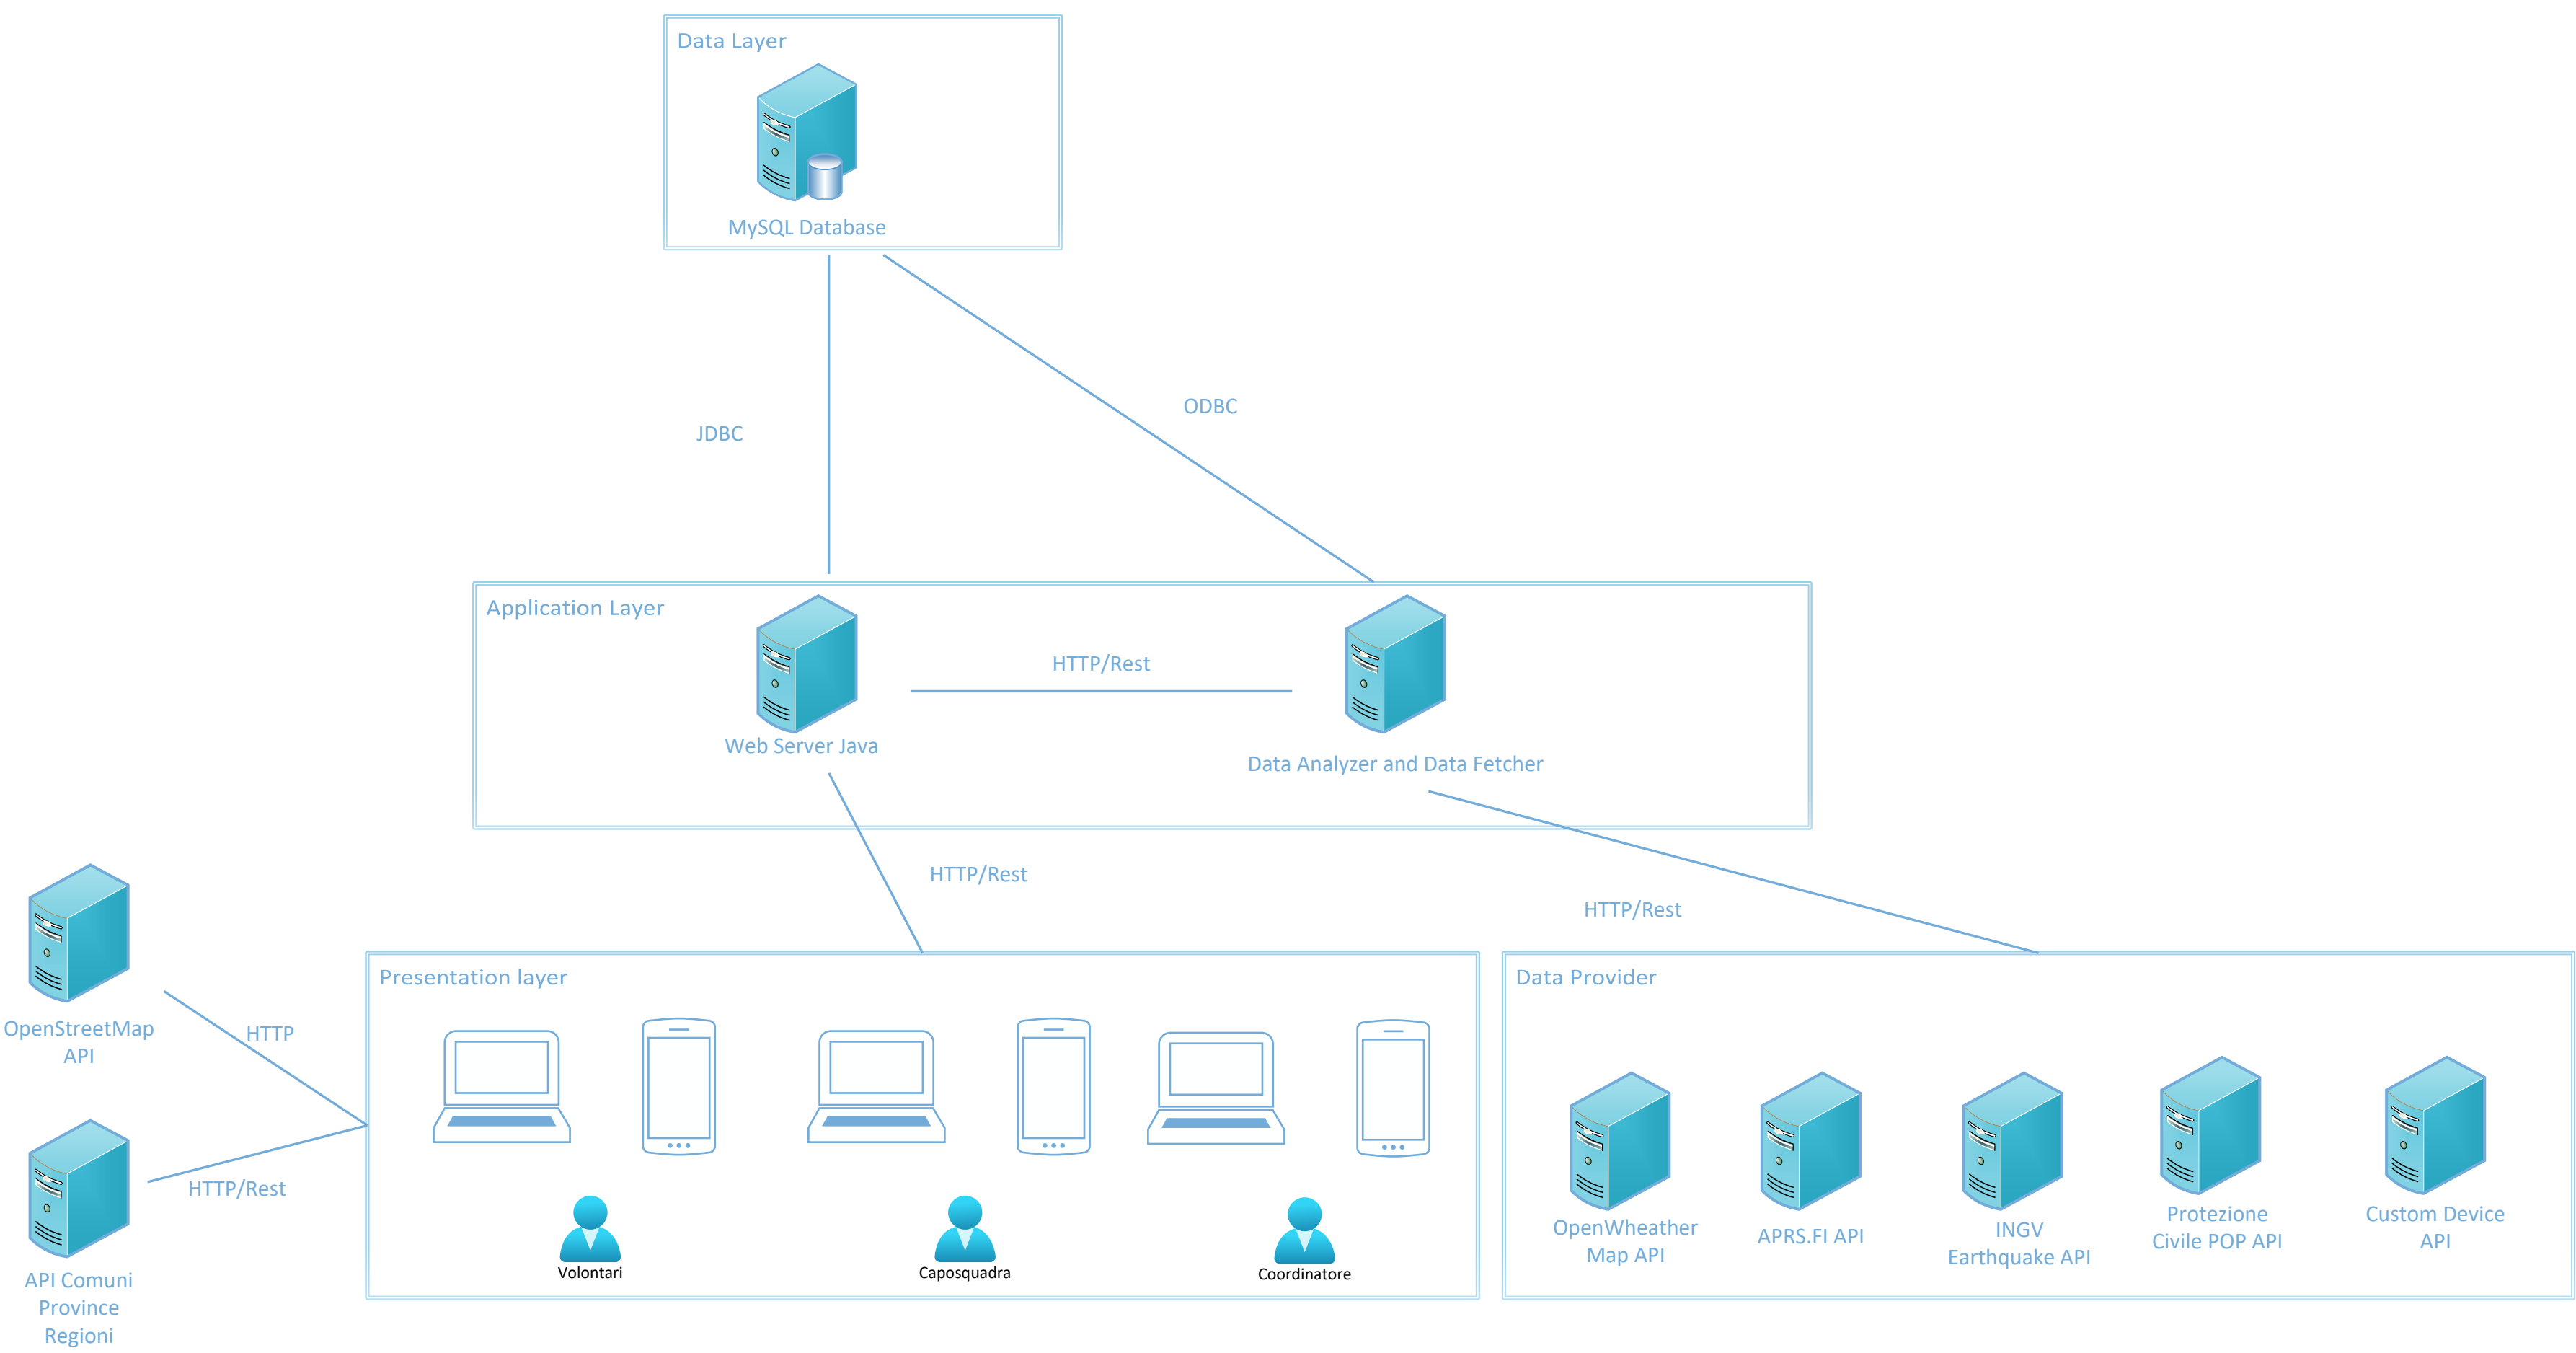 Data Layer
MySQL Database
JDBC
ODBC
Application Layer
HTTP/Rest
Web Server Java
Data Analyzer and Data Fetcher
HTTP/Rest
HTTP/Rest
OpenStreetMap
API
HTTP
API Comuni
Province
Regioni
HTTP/Rest
Presentation layer
Volontari
Caposquadra
Coordinatore
Data Provider
OpenWheather
Map API
APRS.FI API
INGV
Earthquake API
Protezione
Civile POP API
Custom Device
API